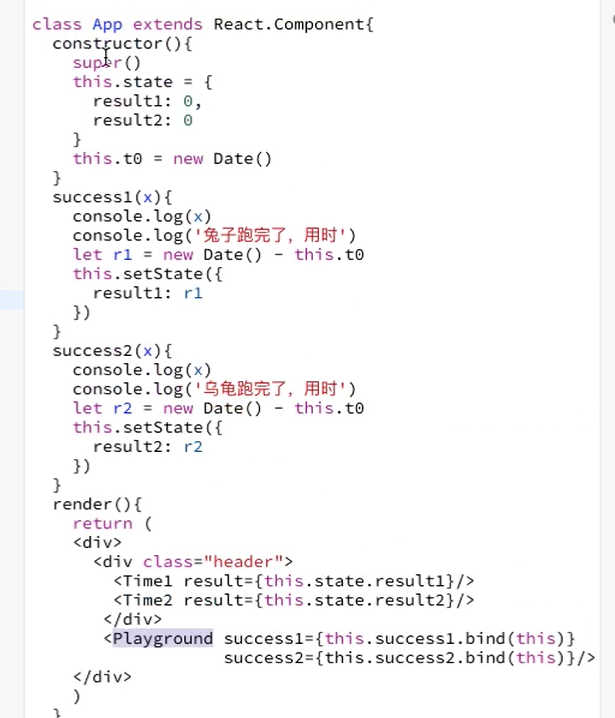 class App extends React.Component{
constructor(){
super()
this.state = {
result1: 0,
result2: 0
}
this.t0 = new Date()
}
success1(x){
console.log(x)
console.log('兔子跑完了, 用时')
let r1 = new Date() - this.t0
this.setState({
result1: r1
})
}
success2(x){
console.log(x)
console.log('乌龟跑完了, 用时')
let r2 = new Date() - this.t0
this.setState({
result2: r2
})
}
render(){
return (
<div>
<div class="header">
<Time1 result={this.state.result1}/>
<Time2 result={this.state.result2}/>
</div>
<Playground success1={this.success1.bind(this)}
success2={this.success2.bind(this)}/>
</div>
)
}